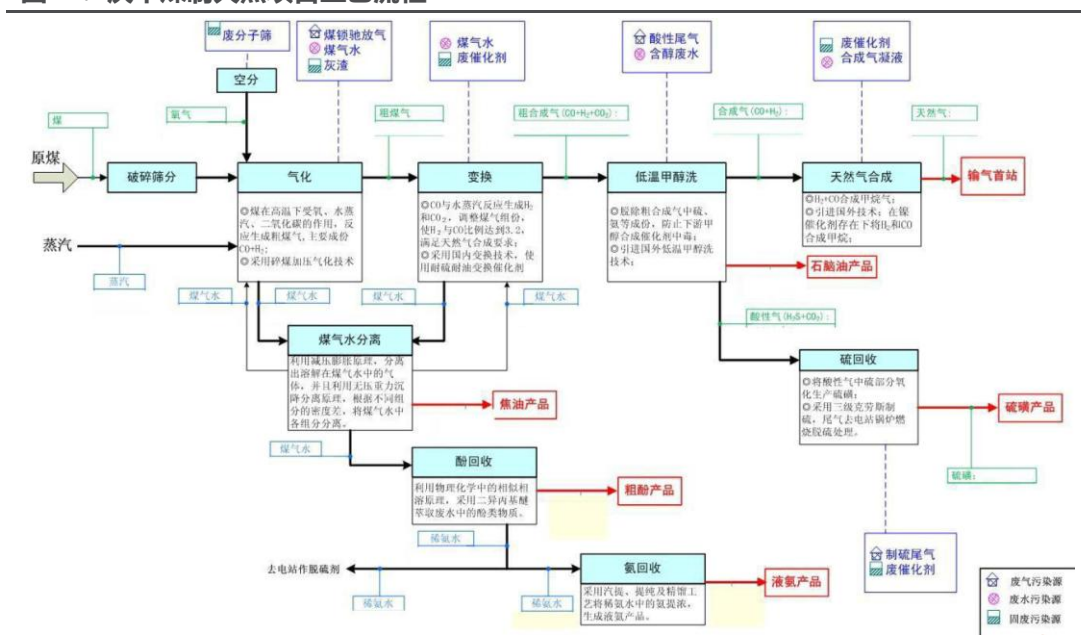 废分子筛
煤锁驰放气
煤气水
灰渣
煤气水
废催化剂
酸性尾气
含醇废水
废催化剂
合成气凝液
空分
煤
氧气
粗煤气
粗合成气(CO+H₂+CO₂):
合成气(CO+H₂):
天然气:
原煤
破碎筛分
气化
◎煤在高温下受氧、水蒸
汽、二氧化碳的作用，反
应生成粗煤气,主要成份
CO+H₂;
◎采用碎煤加压气化技术
变换
◎CO与水蒸汽反应生成H₂
和CO₂，调整煤气组份，
使H₂与CO比例达到3.2，
满足天然气合成要求;
◎采用国内变换技术，使
用耐硫耐油变换催化剂
低温甲醇洗
◎脱除粗合成气中硫、
氨等成份，防止下游甲
醇合成催化剂中毒;
◎引进国外低温甲醇洗
技术;
天然气合成
◎H₂+CO合成甲烷气;
◎引进国外技术；在镍
催化剂存在下将H₂和CO
合成甲烷;
输气首站
蒸汽
蒸汽
石脑油产品
煤气水
煤气水
煤气水
煤气水
酸性气(H₂S+CO₂):
煤气水分离
利用减压膨胀原理，分离
出溶解在煤气水中的气
体，并且利用无压重力沉
降分离原理，根据不同组
分的密度差，将煤气水中
各组分分离。
焦油产品
硫回收
◎将酸性气中硫部分氧
化生产硫磺;
◎采用三级克劳斯制
硫，尾气去电站锅炉燃
烧脱硫处理。
硫磺产品
煤气水
酚回收
利用物理化学中的相似相
溶原理，采用二异丙基醚
萃取废水中的酚类物质。
粗酚产品
硫磺:
稀氨水
制硫尾气
废催化剂
去电站作脱硫剂
氨回收
采用汽提、提纯及精馏工
艺将稀氨水中的氨提浓，
生成液氨产品。
液氨产品
稀氨水
稀氨水
废气污染源
废水污染源
固废污染源